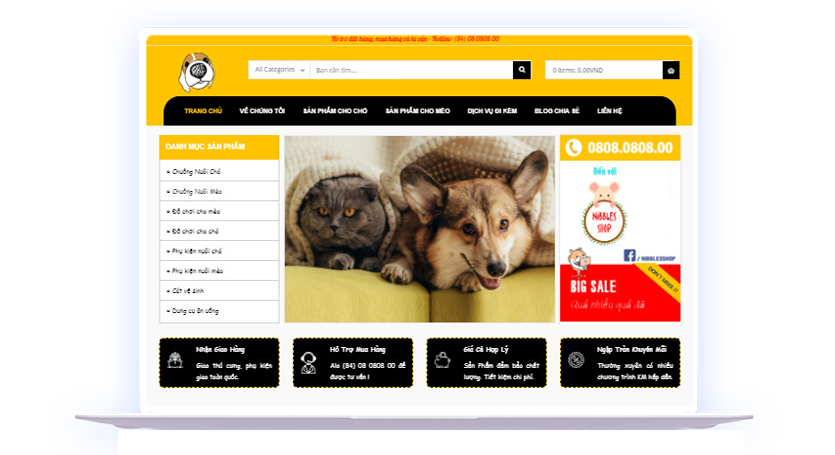 Hỗ trợ đặt hàng, mua hàng và tư vấn - Hotline: (84) 08 0808 00
All Categories
Bạn cần tìm....
0 items: 0.00VND
TRANG CHỦ VỀ CHÚNG TÔI SẢN PHẨM CHO CHÓ SẢN PHẨM CHO MÈO DỊCH VỤ ĐI KÈM BLOG CHIA SẺ LIÊN HỆ
DANH MỤC SẢN PHẨM
» Chuồng Nuôi Chó
» Chuồng Nuôi Mèo
» Đồ chơi cho mèo
» Đồ chơi cho chó
» Phụ kiện nuôi chó
» Phụ kiện nuôi mèo
» Cát vệ sinh
» Dụng cụ ăn uống
0808.0808.00
Đến với
NIBBLES
SHOP
/ NIBBLESSHOP
DON'T MISS IT
BIG SALE
Quá nhiều quà đãi
Nhận Giao Hàng
Giao thú cưng, phụ kiện
giao toàn quốc.
Hỗ Trợ Mua Hàng
Alo (84) 08 0808 00 để
được tư vấn !
Giá Cả Hợp Lý
Sản Phẩm đảm bảo chất
lượng. Tiết kiệm chi phí.
Ngập Tràn Khuyến Mãi
Thường xuyên có nhiều
chương trình KM hấp dẫn.